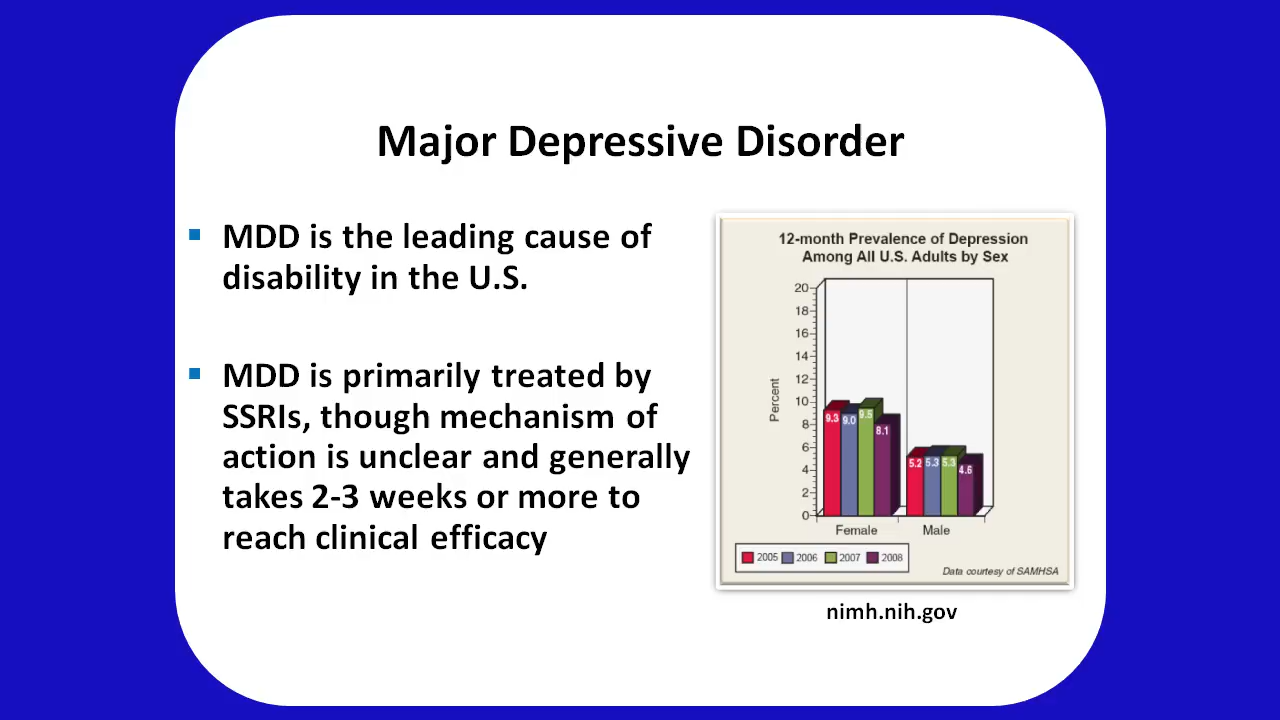 Major Depressive Disorder
MDD is the leading cause of
disability in the U.S.
MDD is primarily treated by
SSRIs, though mechanism of
action is unclear and generally
takes 2-3 weeks or more to
reach clinical efficacy
12-month Prevalence of Depression
Among All U.S. Adults by Sex
Percent
20
18
16
14
12
10
8
6
4
2
0
9.3 9.0 9.5 8.1
5.2 5.3 5.3 4.6
Female Male
2005 2006 2007 2008
Data courtesy of SAMHSA
nimh.nih.gov